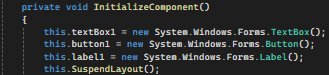 private void InitializeComponent()
{
this.textBox1 = new System.Windows.Forms.TextBox();
this.button1 = new System.Windows.Forms.Button();
this.label1 = new System.Windows.Forms.Label();
this.SuspendLayout();